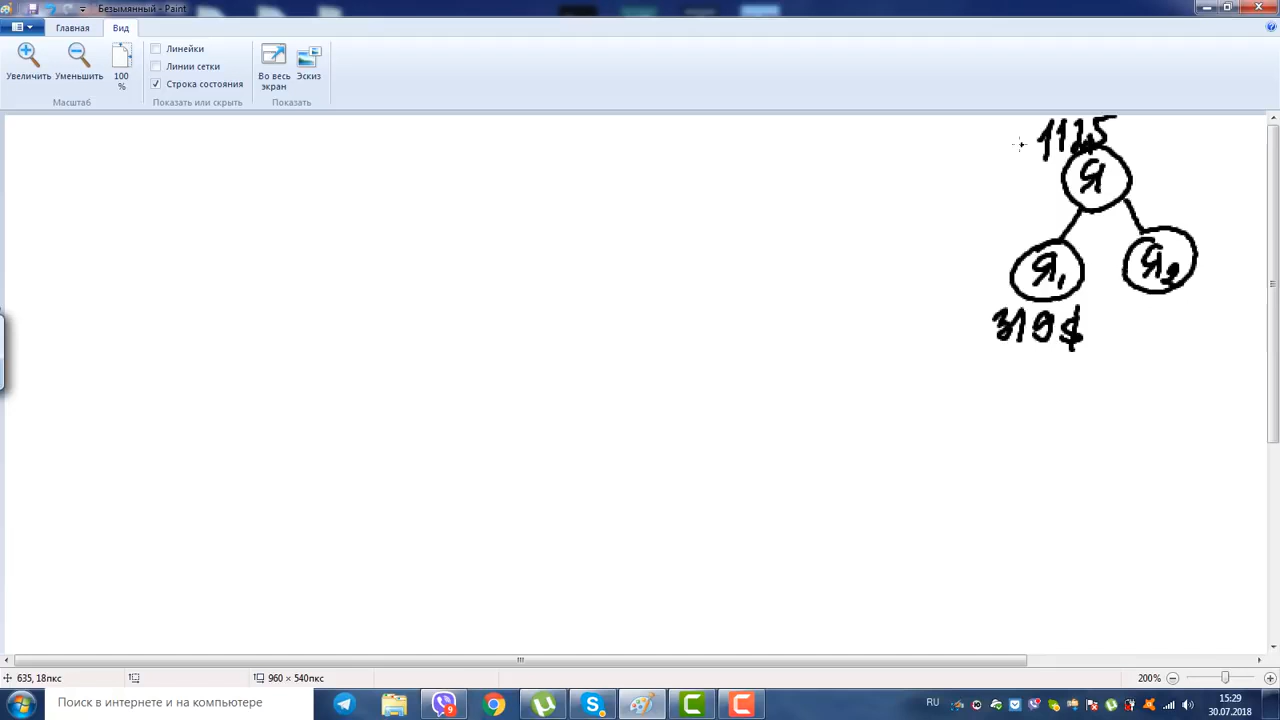 Безымянный - Paint
Главная
Вид
Увеличить
Уменьшить
100
%
Масштаб
Линейки
Линии сетки
Строка состояния
Показать или скрыть
Во весь
экран
Эскиз
Показать
1125
Я
Я1
Я2
319$
635, 18пкс
960 × 540пкс
200%
Поиск в интернете и на компьютере
9
RU
15:29
30.07.2018